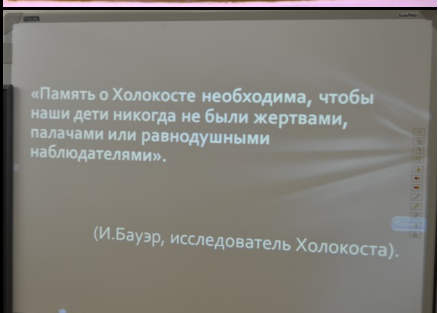 «Память о Холокосте необходима, чтобы
наши дети никогда не были жертвами,
палачами или равнодушными
наблюдателями».
(И.Бауэр, исследователь Холокоста).